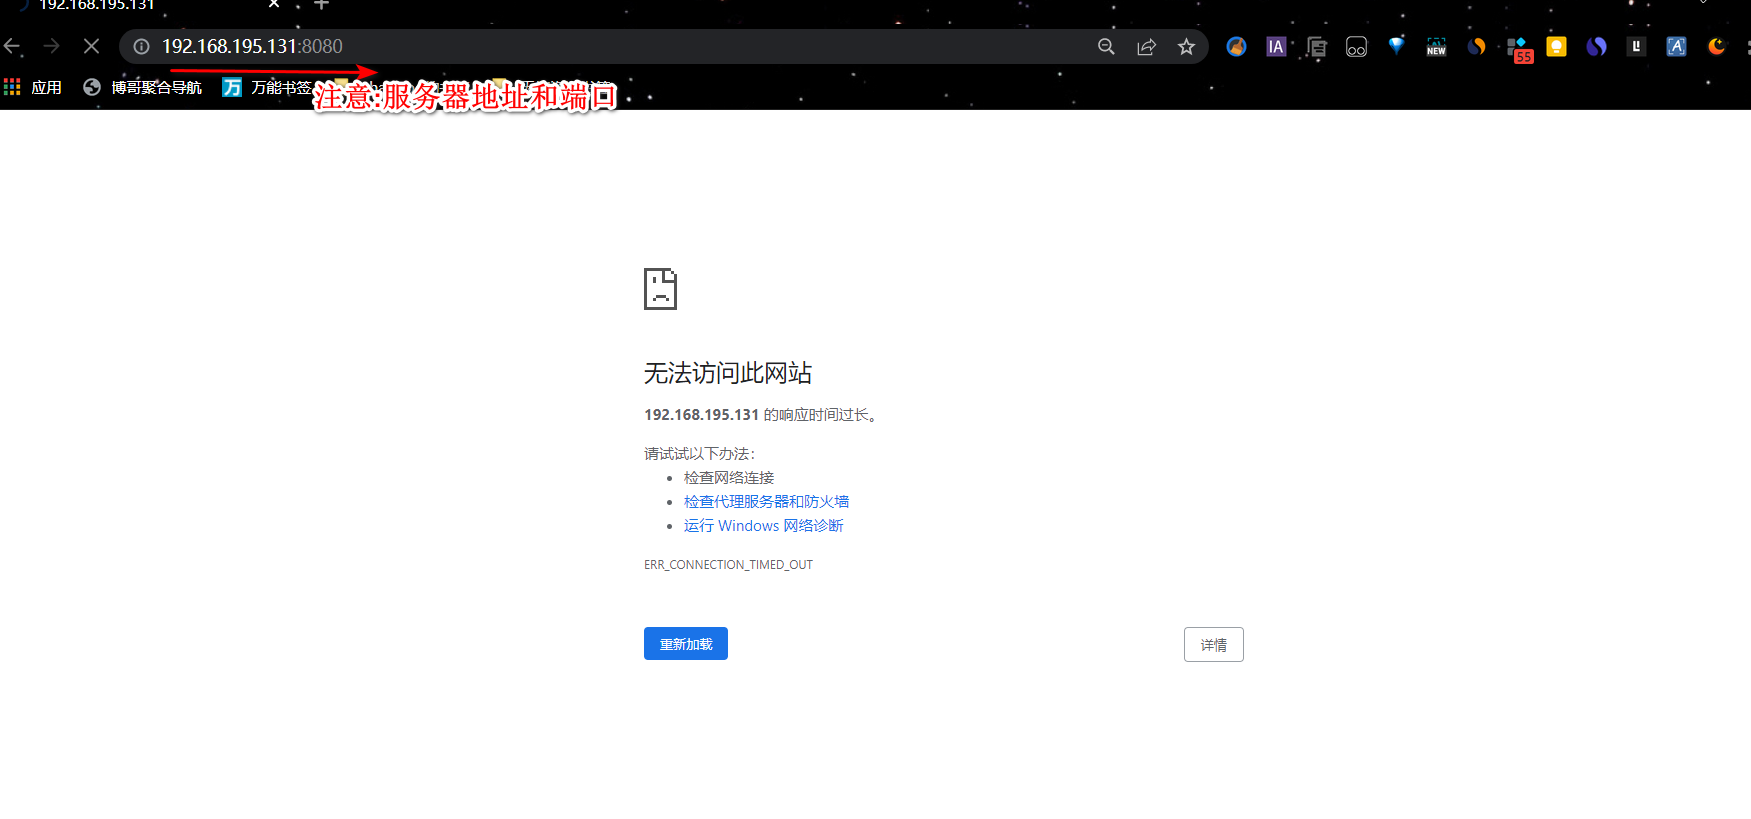 192.168.195.131
192.168.195.131:8080
IA
NEW
55
应用
博哥聚合导航
万
万能书签
注意:服务器地址和端口
无法访问此网站
192.168.195.131 的响应时间过长。
请试试以下办法：
检查网络连接
检查代理服务器和防火墙
运行 Windows 网络诊断
ERR_CONNECTION_TIMED_OUT
重新加载
详情